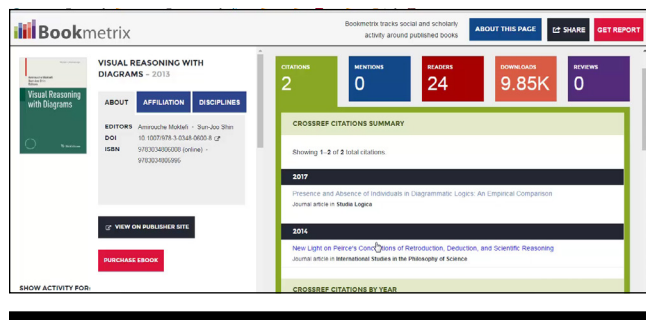 Bookmetrix
Bookmetrix tracks social and scholarly
activity around published books
ABOUT THIS PAGE
SHARE
GET REPORT
Visual Reasoning
with Diagrams
VISUAL REASONING WITH
DIAGRAMS - 2013
ABOUT
AFFILIATION
DISCIPLINES
EDITORS Amirouche Moktefi · Sun-Joo Shin
DOI 10.1007/978-3-0348-0600-8
ISBN 9783034806008 (online) ·
9783034805995
VIEW ON PUBLISHER SITE
PURCHASE EBOOK
SHOW ACTIVITY FOR:
CITATIONS
2
MENTIONS
0
READERS
24
DOWNLOADS
9.85K
REVIEWS
0
CROSSREF CITATIONS SUMMARY
Showing 1–2 of 2 total citations.
2017
Presence and Absence of Individuals in Diagrammatic Logics: An Empirical Comparison
Journal article in Studia Logica
2014
New Light on Peirce's Conceptions of Retroduction, Deduction, and Scientific Reasoning
Journal article in International Studies in the Philosophy of Science
CROSSREF CITATIONS BY YEAR